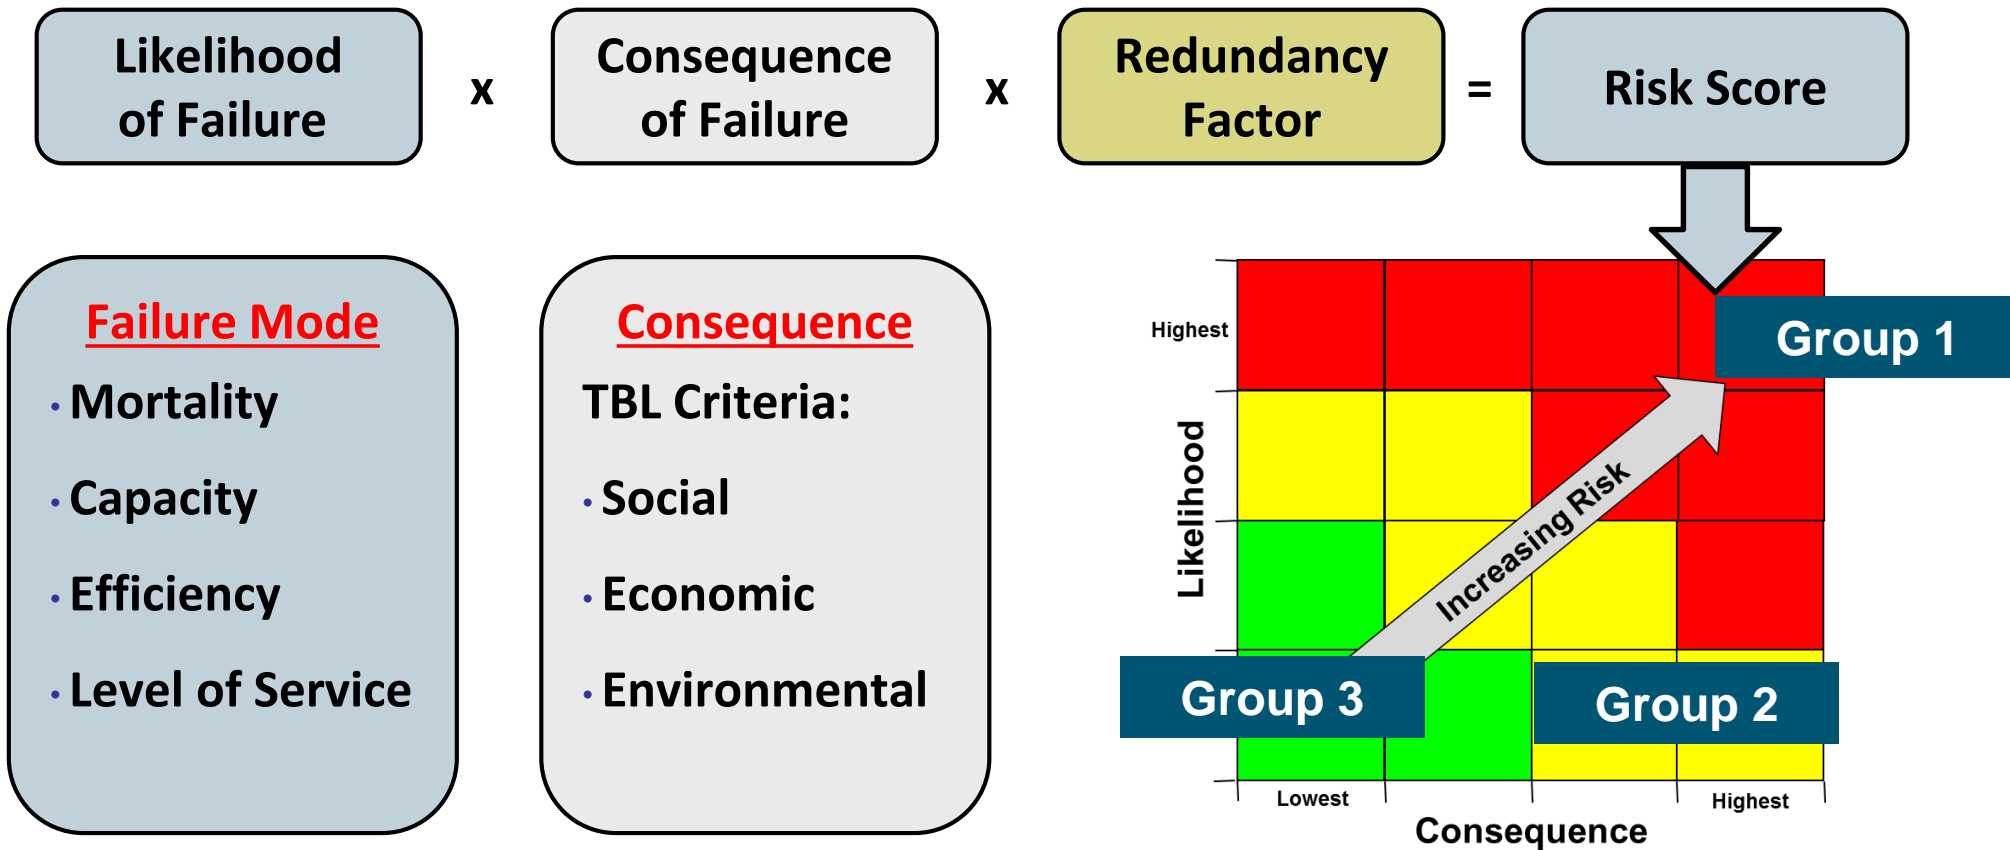 Likelihood
of Failure
x
Consequence
of Failure
x
Redundancy
Factor
=
Risk Score
Failure Mode
• Mortality
• Capacity
• Efficiency
• Level of Service
Consequence
TBL Criteria:
• Social
• Economic
• Environmental
Highest
Group 1
Likelihood
Increasing Risk
Group 3
Group 2
Lowest
Highest
Consequence